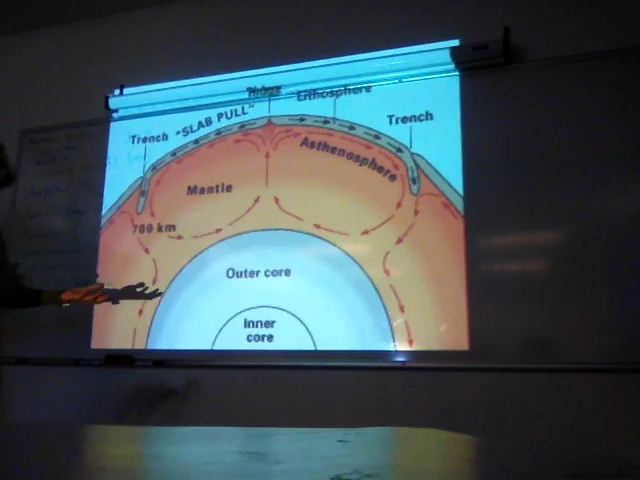 Ridge
Lithosphere
Trench "SLAB PULL"
Trench
Asthenosphere
Mantle
700 km
Outer core
Inner
core